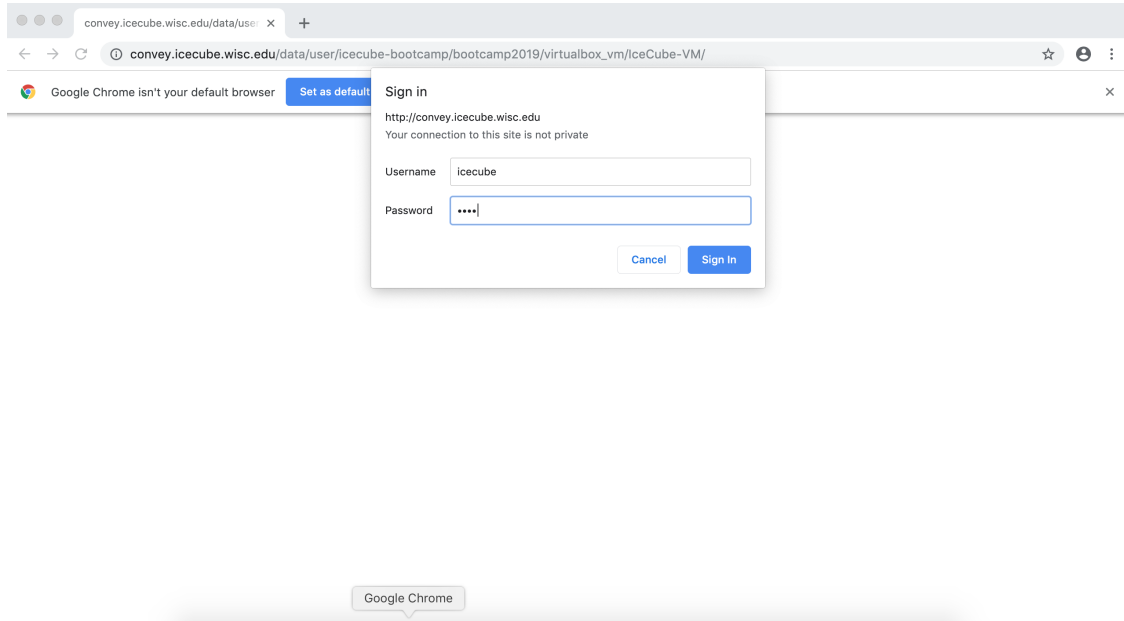 convey.icecube.wisc.edu/data/user
convey.icecube.wisc.edu/data/user/icecube-bootcamp/bootcamp2019/virtualbox_vm/IceCube-VM/
Google Chrome isn't your default browser
Set as default
Sign in
http://convey.icecube.wisc.edu
Your connection to this site is not private
Username
icecube
Password
••••
Cancel
Sign In
Google Chrome